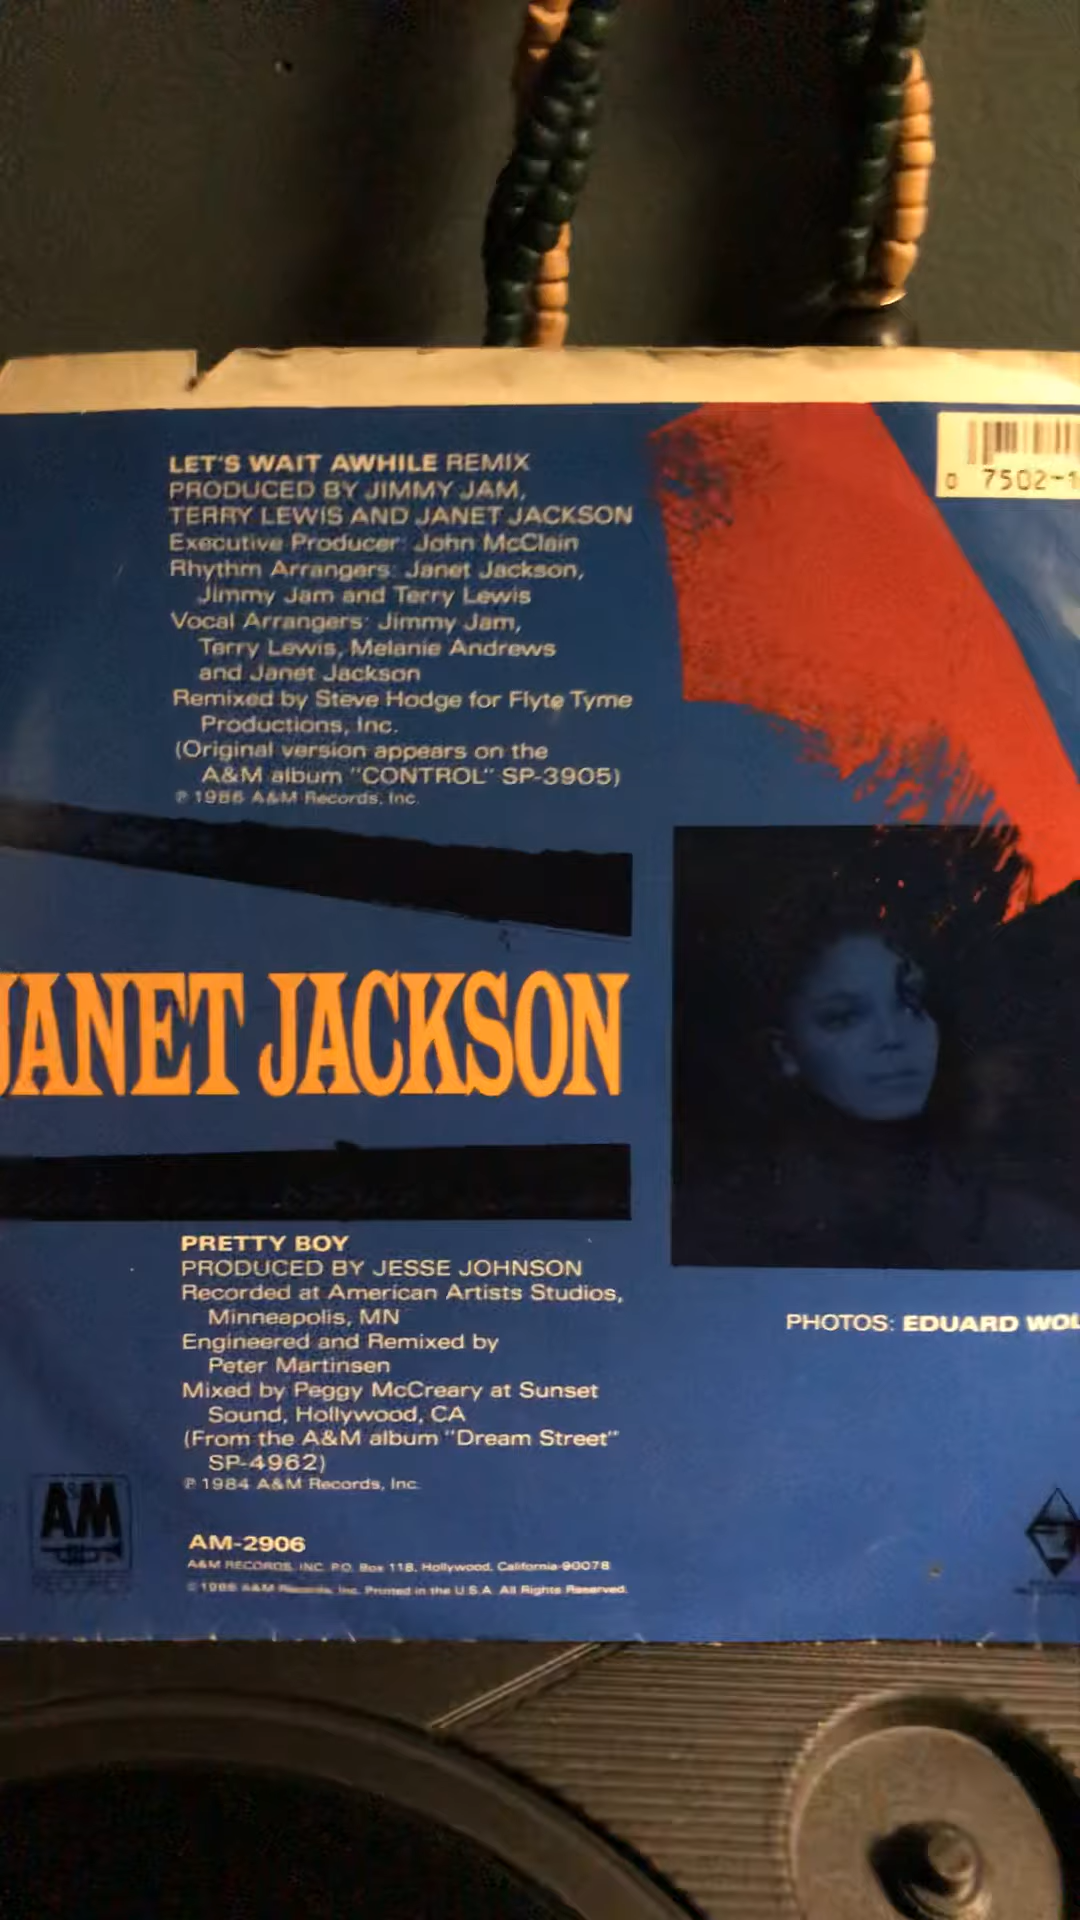 LET'S WAIT AWHILE REMIX
PRODUCED BY JIMMY JAM,
TERRY LEWIS AND JANET JACKSON
Executive Producer: John McClain
Rhythm Arrangers: Janet Jackson,
Jimmy Jam and Terry Lewis
Vocal Arrangers: Jimmy Jam,
Terry Lewis, Melanie Andrews
and Janet Jackson
Remixed by Steve Hodge for Flyte Tyme
Productions, Inc.
(Original version appears on the
A&M album "CONTROL" SP-3905)
℗ 1986 A&M Records, Inc.
0 7502-1
JANET JACKSON
PRETTY BOY
PRODUCED BY JESSE JOHNSON
Recorded at American Artists Studios,
Minneapolis, MN
Engineered and Remixed by
Peter Martinsen
Mixed by Peggy McCreary at Sunset
Sound, Hollywood, CA
(From the A&M album "Dream Street"
SP-4962)
℗ 1984 A&M Records, Inc.
PHOTOS: EDUARD WOL
A&M
RECORDS
AM-2906
A&M RECORDS, INC. P.O. Box 118, Hollywood, California 90078
© 1986 A&M Records, Inc. Printed in the U.S.A. All Rights Reserved.